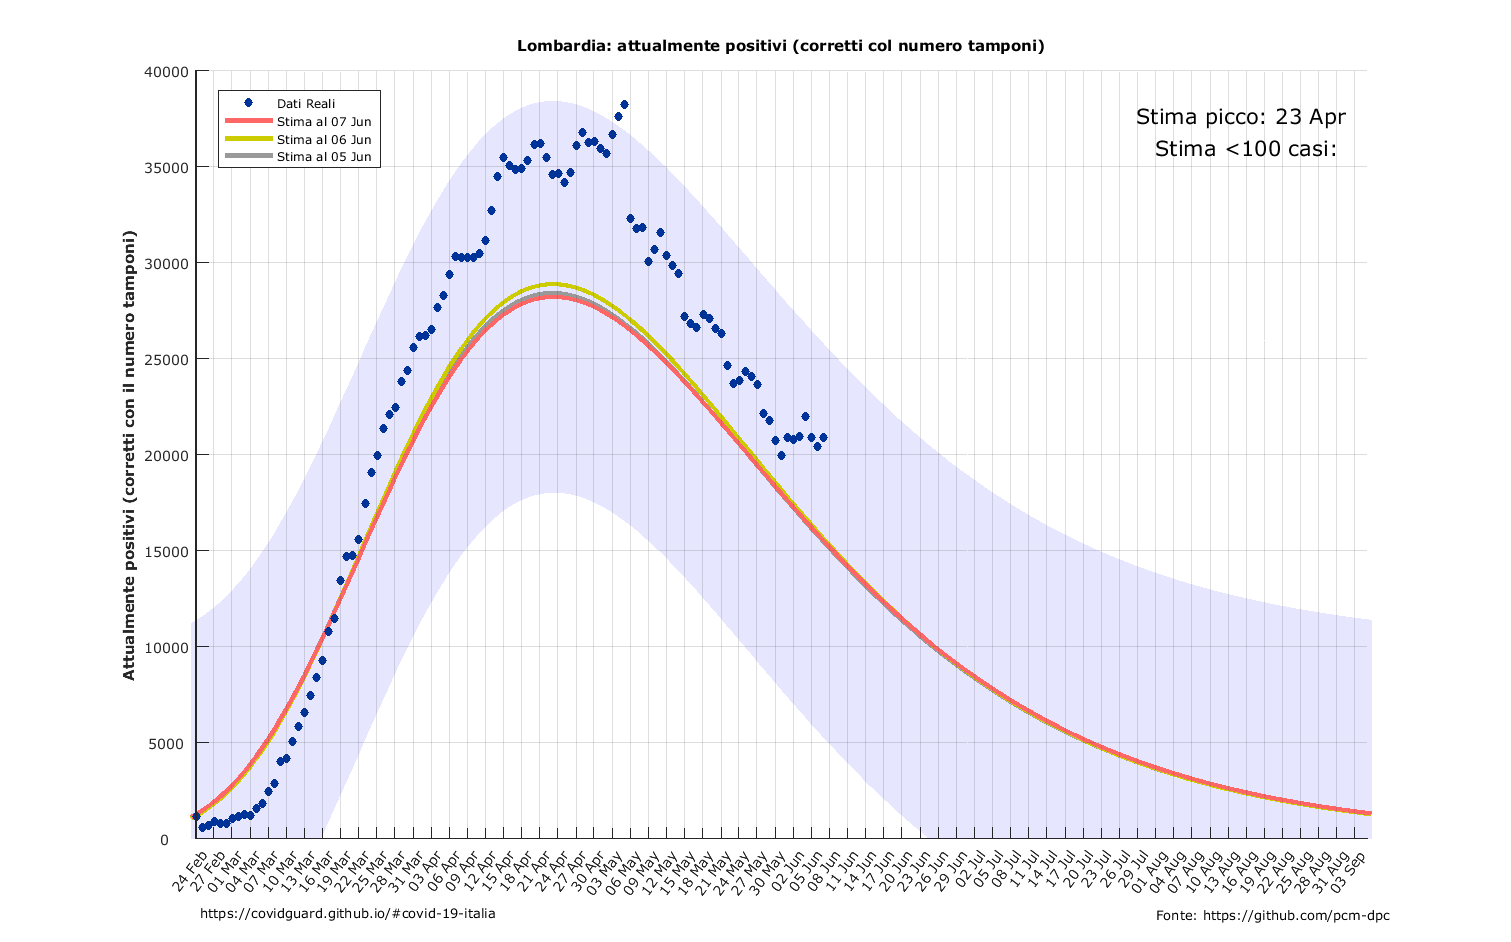 Lombardia: attualmente positivi (corretti col numero tamponi)
40000
35000
30000
25000
20000
15000
10000
5000
0
Attualmente positivi (corretti con il numero tamponi)
Dati Reali
Stima al 07 Jun
Stima al 06 Jun
Stima al 05 Jun
Stima picco: 23 Apr
Stima <100 casi:
24 Feb
27 Feb
01 Mar
04 Mar
07 Mar
10 Mar
13 Mar
16 Mar
19 Mar
22 Mar
25 Mar
28 Mar
31 Mar
03 Apr
06 Apr
09 Apr
12 Apr
15 Apr
18 Apr
21 Apr
24 Apr
27 Apr
30 Apr
03 May
06 May
09 May
12 May
15 May
18 May
21 May
24 May
27 May
30 May
02 Jun
05 Jun
08 Jun
11 Jun
14 Jun
17 Jun
20 Jun
23 Jun
26 Jun
29 Jun
02 Jul
05 Jul
08 Jul
11 Jul
14 Jul
17 Jul
20 Jul
23 Jul
26 Jul
29 Jul
01 Aug
04 Aug
07 Aug
10 Aug
13 Aug
16 Aug
19 Aug
22 Aug
25 Aug
28 Aug
31 Aug
03 Sep
https://covidguard.github.io/#covid-19-italia
Fonte: https://github.com/pcm-dpc